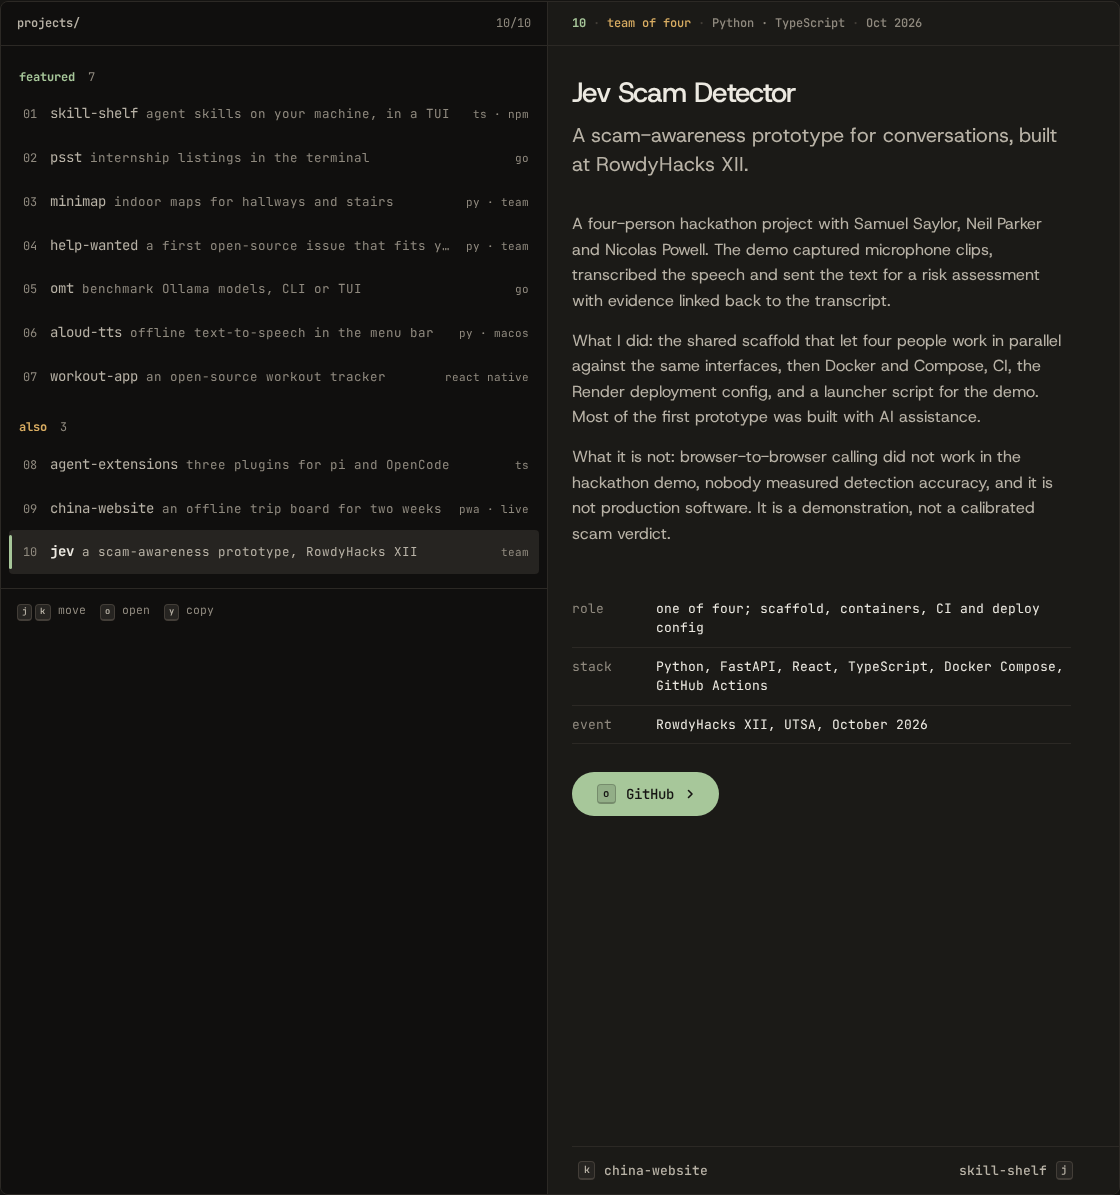 projects/ 10/10
featured 7
01 skill-shelf agent skills on your machine, in a TUI ts · npm
02 psst internship listings in the terminal go
03 minimap indoor maps for hallways and stairs py · team
04 help-wanted a first open-source issue that fits y… py · team
05 omt benchmark Ollama models, CLI or TUI go
06 aloud-tts offline text-to-speech in the menu bar py · macos
07 workout-app an open-source workout tracker react native
also 3
08 agent-extensions three plugins for pi and OpenCode ts
09 china-website an offline trip board for two weeks pwa · live
10 jev a scam-awareness prototype, RowdyHacks XII team
j k move o open y copy
10 · team of four · Python · TypeScript · Oct 2026
Jev Scam Detector
A scam-awareness prototype for conversations, built
at RowdyHacks XII.
A four-person hackathon project with Samuel Saylor, Neil Parker
and Nicolas Powell. The demo captured microphone clips,
transcribed the speech and sent the text for a risk assessment
with evidence linked back to the transcript.
What I did: the shared scaffold that let four people work in parallel
against the same interfaces, then Docker and Compose, CI, the
Render deployment config, and a launcher script for the demo.
Most of the first prototype was built with AI assistance.
What it is not: browser-to-browser calling did not work in the
hackathon demo, nobody measured detection accuracy, and it is
not production software. It is a demonstration, not a calibrated
scam verdict.
role one of four; scaffold, containers, CI and deploy
config
stack Python, FastAPI, React, TypeScript, Docker Compose,
GitHub Actions
event RowdyHacks XII, UTSA, October 2026
o GitHub >
k china-website skill-shelf j